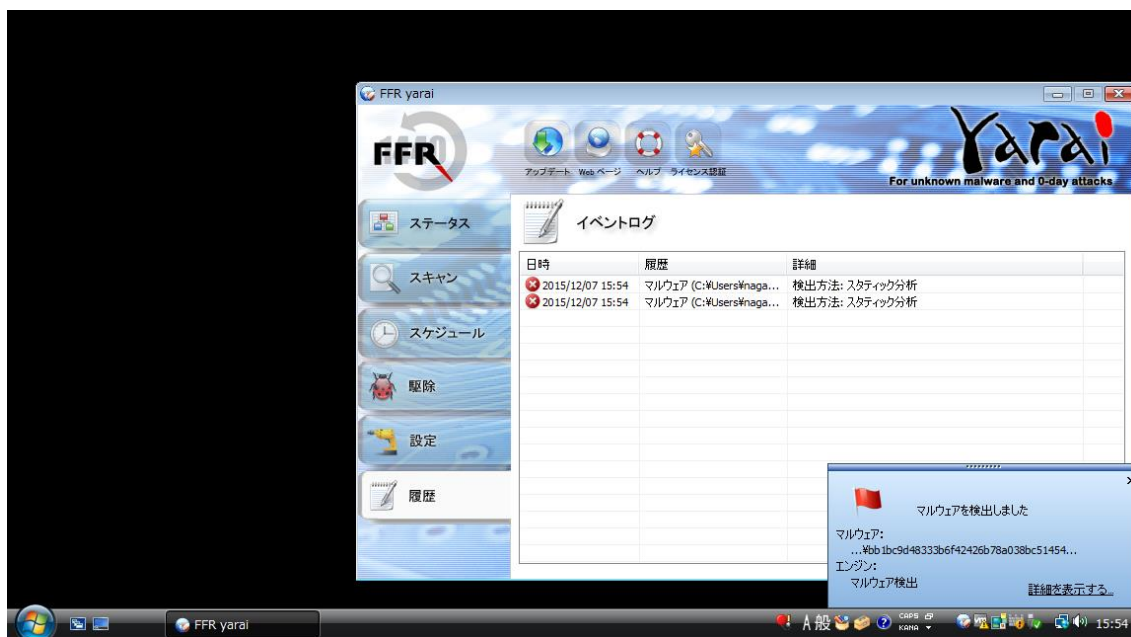 FFR yarai
FFR
アップデート Web ページ ヘルプ ライセンス認証
Yarai
For unknown malware and 0-day attacks
ステータス
スキャン
スケジュール
駆除
設定
履歴
イベントログ
日時 履歴 詳細
2015/12/07 15:54 マルウェア (C:¥Users¥naga... 検出方法: スタティック分析
2015/12/07 15:54 マルウェア (C:¥Users¥naga... 検出方法: スタティック分析
マルウェアを検出しました
マルウェア:
...¥bb1bc9d48333b6f42426b78a038bc51454...
エンジン:
マルウェア検出
詳細を表示する...
FFR yarai
A 般 CAPS KANA 15:54